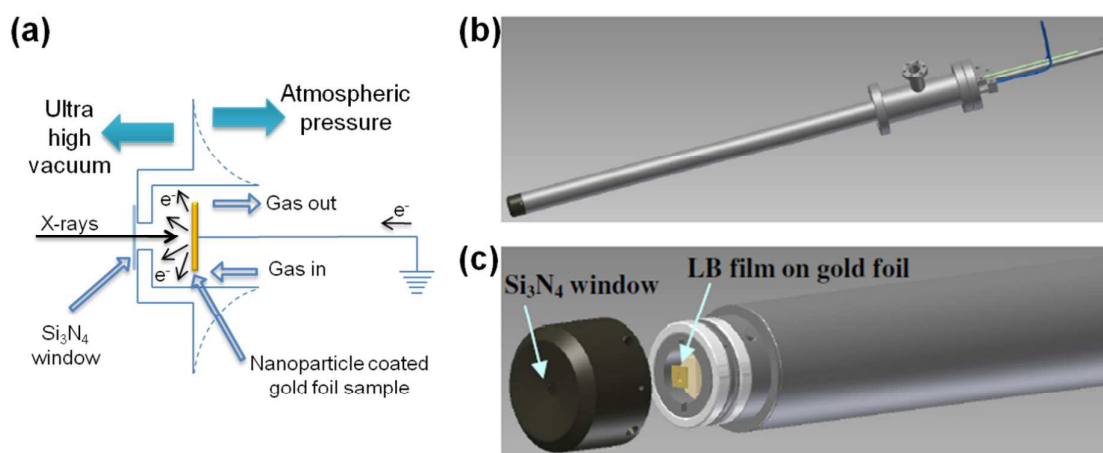 (a)
Ultra
high
vacuum
Atmospheric
pressure
e-
Gas out
e-
X-rays
e-
Gas in
Si₃N₄
window
Nanoparticle coated
gold foil sample
(b)
(c)
LB film on gold foil
Si₃N₄ window